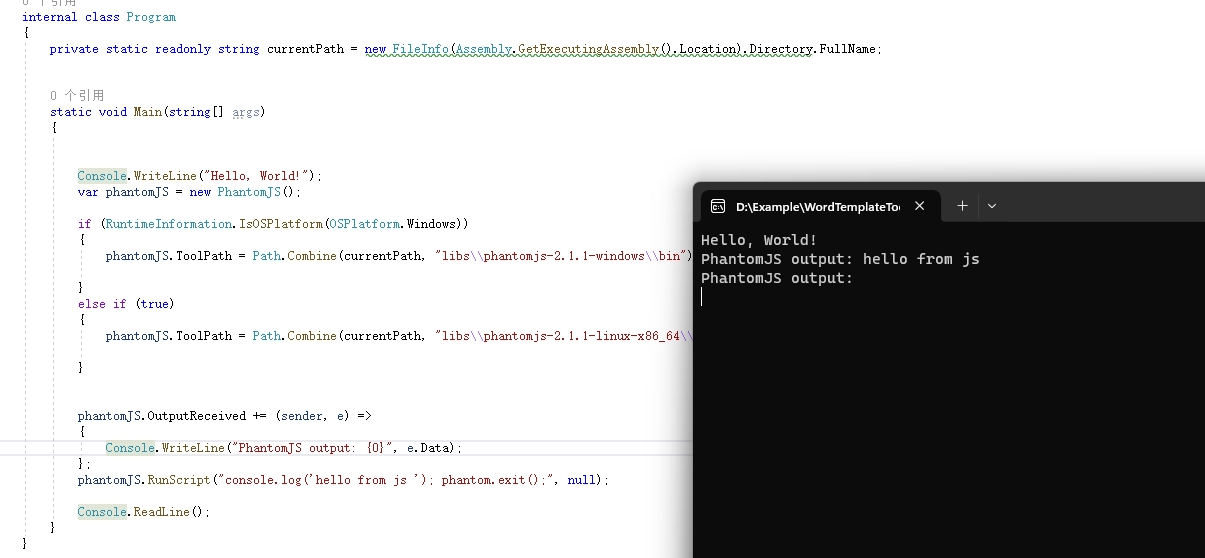 0 个引用
internal class Program
{
private static readonly string currentPath = new FileInfo(Assembly.GetExecutingAssembly().Location).Directory.FullName;
0 个引用
static void Main(string[] args)
{
Console.WriteLine("Hello, World!");
var phantomJS = new PhantomJS();
if (RuntimeInformation.IsOSPlatform(OSPlatform.Windows))
{
phantomJS.ToolPath = Path.Combine(currentPath, "libs\\phantomjs-2.1.1-windows\\bin")
}
else if (true)
{
phantomJS.ToolPath = Path.Combine(currentPath, "libs\\phantomjs-2.1.1-linux-x86_64\\
}
phantomJS.OutputReceived += (sender, e) =>
{
Console.WriteLine("PhantomJS output: {0}", e.Data);
};
phantomJS.RunScript("console.log('hello from js '); phantom.exit();", null);
Console.ReadLine();
}
}
D:\Example\WordTemplateToo
Hello, World!
PhantomJS output: hello from js
PhantomJS output: